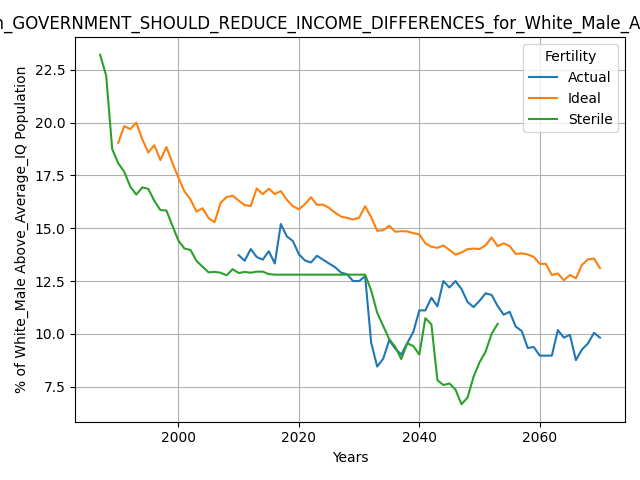 GOVERNMENT_SHOULD_REDUCE_INCOME_DIFFERENCES_for_White_Male_A
% of White_Male Above_Average_IQ Population
22.5
20.0
17.5
15.0
12.5
10.0
7.5
2000
2020
2040
2060
Years
Fertility
Actual
Ideal
Sterile